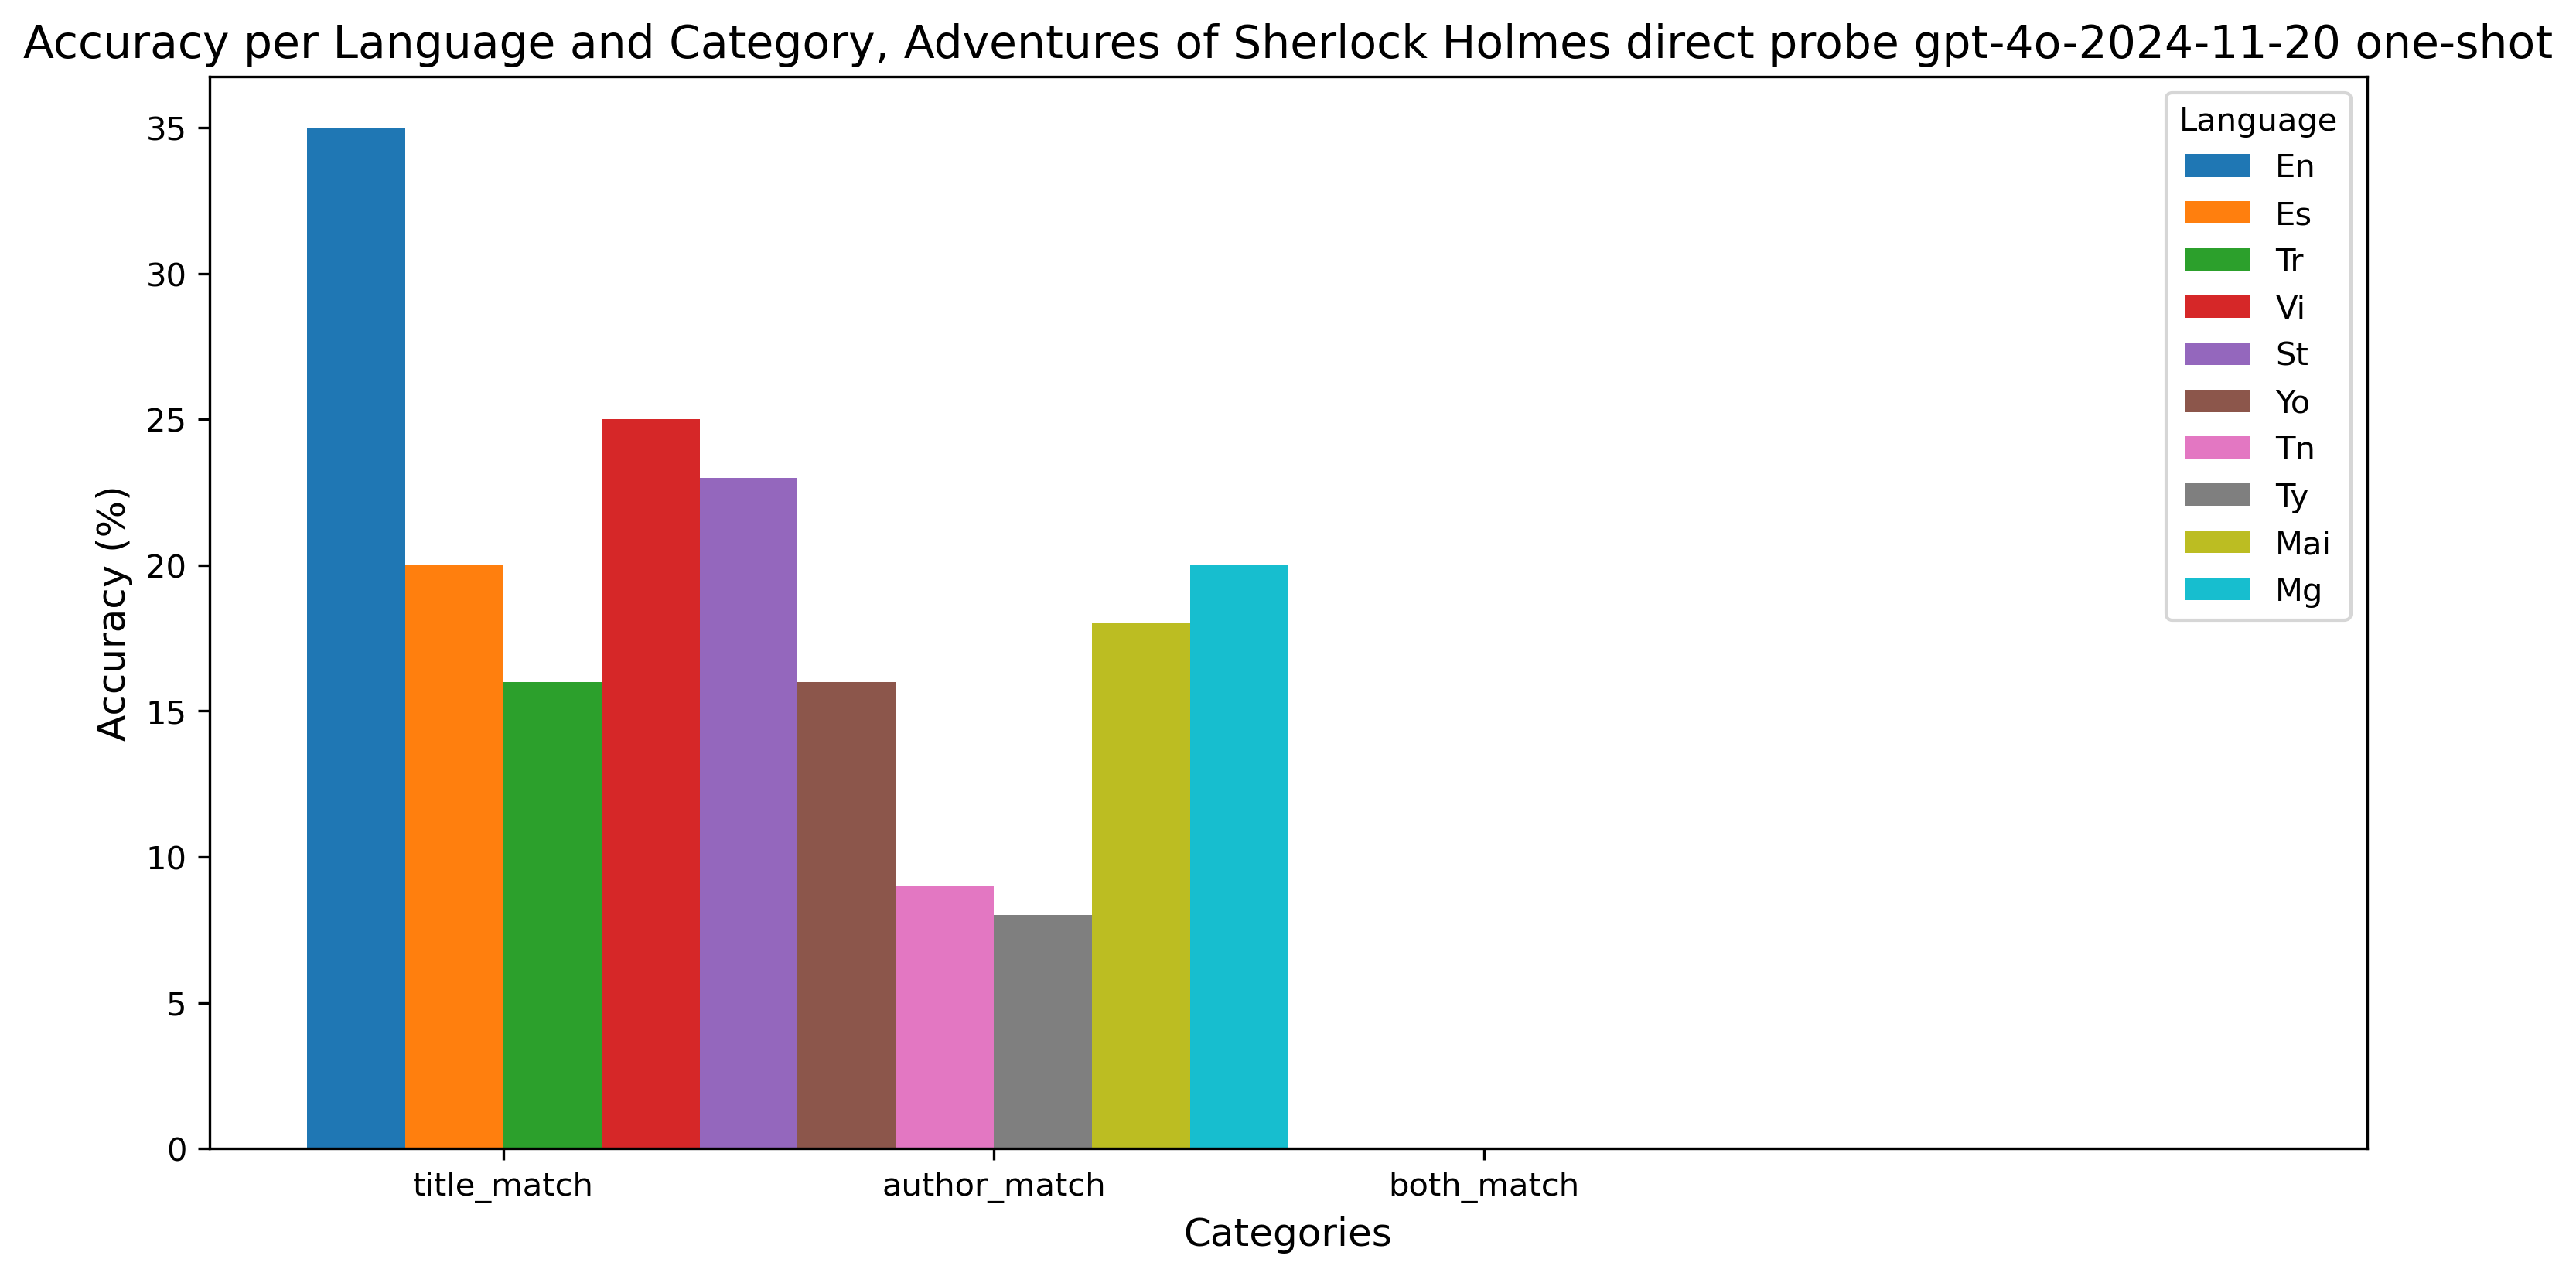 Accuracy per Language and Category, Adventures of Sherlock Holmes direct probe gpt-4o-2024-11-20 one-shot
Accuracy (%)
35
30
25
20
15
10
5
0
title_match
author_match
both_match
Categories
Language
En
Es
Tr
Vi
St
Yo
Tn
Ty
Mai
Mg